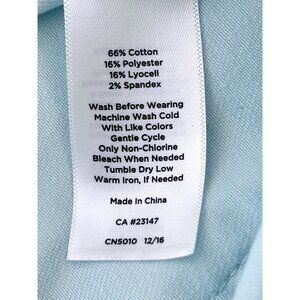 66% Cotton
16% Polyester
16% Lyocell
2% Spandex
Wash Before Wearing
Machine Wash Cold
With Like Colors
Gentle Cycle
Only Non-Chlorine
Bleach When Needed
Tumble Dry Low
Warm Iron, If Needed
Made In China
CA #23147
CN5010 12/16